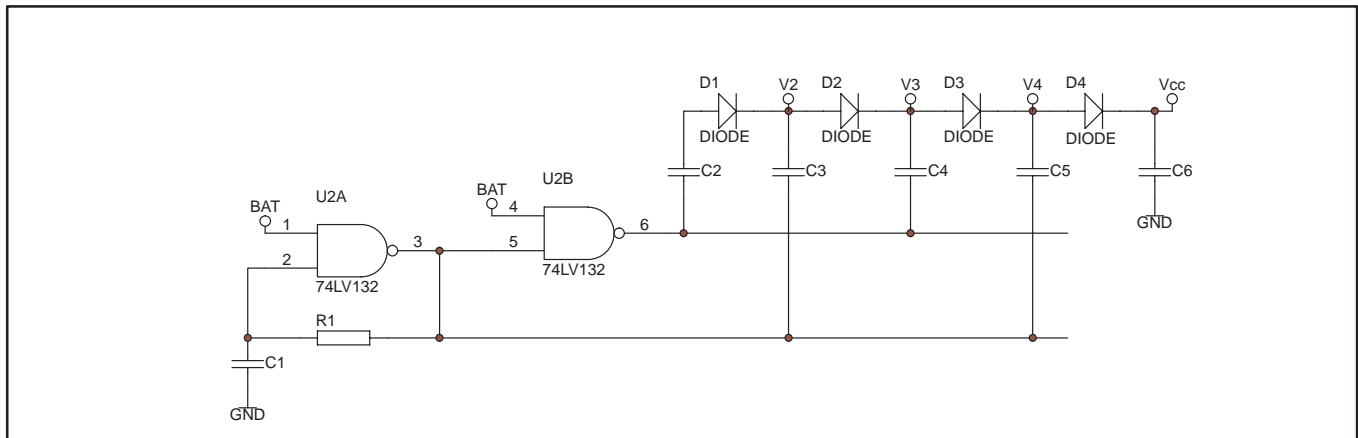 D1 V2 D2 V3 D3 V4 D4 Vcc
DIODE DIODE DIODE DIODE
C2 C3 C4 C5 C6
U2A U2B
BAT BAT
1 4 6 GND
3 5
2
74LV132 74LV132
R1
C1
GND